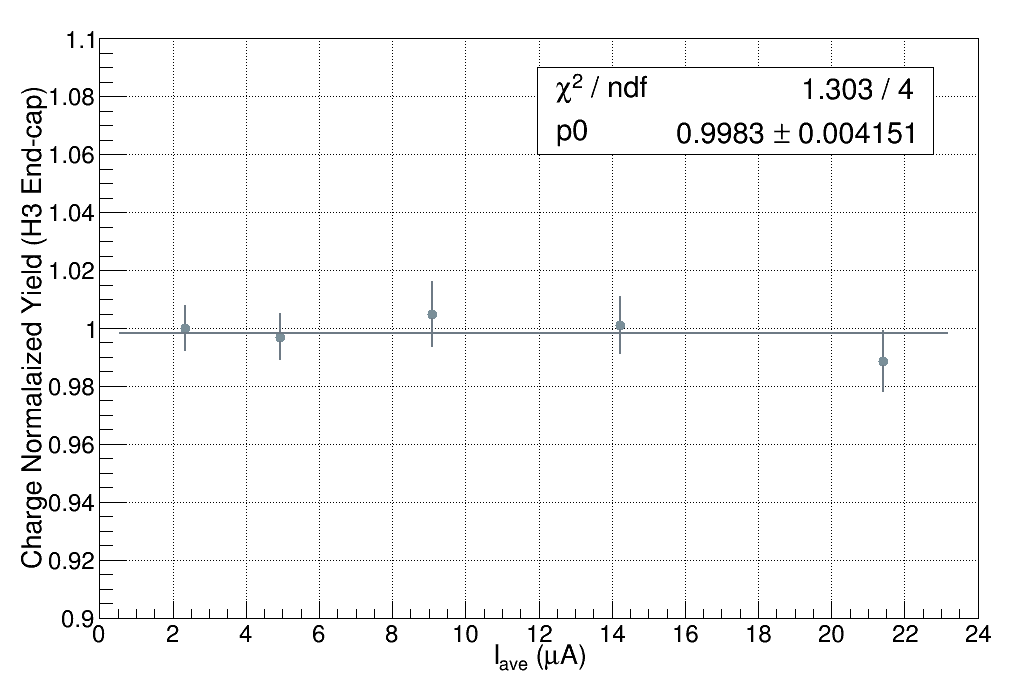 1.1
1.08
1.06
1.04
1.02
1
0.98
0.96
0.94
0.92
0.9
Charge Normalaized Yield (H3 End-cap)
χ² / ndf 1.303 / 4
p0 0.9983 ± 0.004151
0 2 4 6 8 10 12 14 16 18 20 22 24
I_ave (μA)